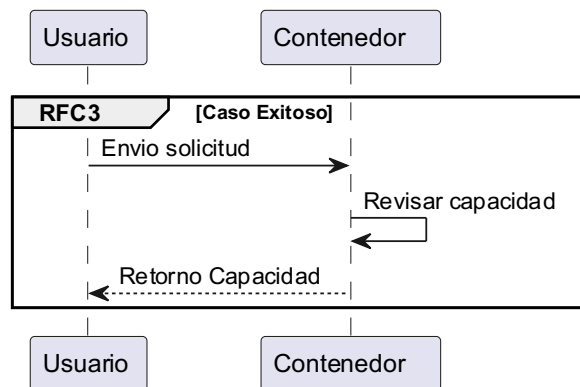 Usuario
Contenedor
RFC3
[Caso Exitoso]
Envio solicitud
Revisar capacidad
Retorno Capacidad
Usuario
Contenedor